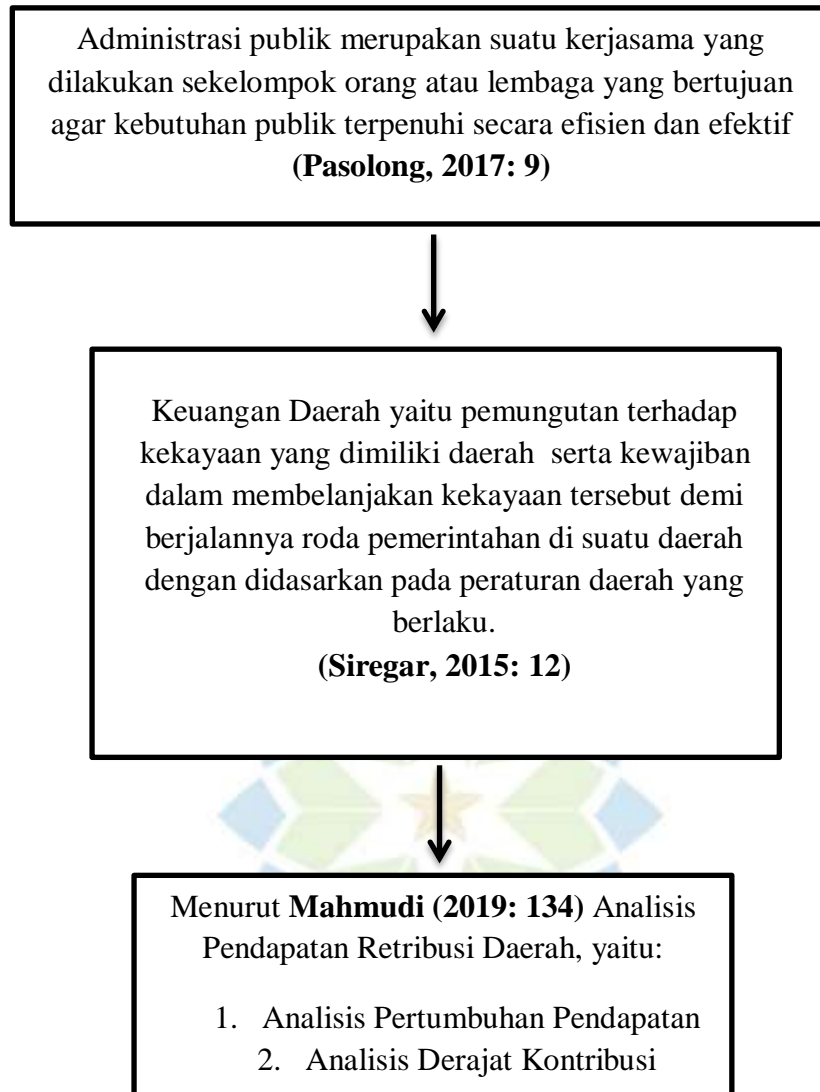 Administrasi publik merupakan suatu kerjasama yang
dilakukan sekelompok orang atau lembaga yang bertujuan
agar kebutuhan publik terpenuhi secara efisien dan efektif
(Pasolong, 2017: 9)
Keuangan Daerah yaitu pemungutan terhadap
kekayaan yang dimiliki daerah serta kewajiban
dalam membelanjakan kekayaan tersebut demi
berjalannya roda pemerintahan di suatu daerah
dengan didasarkan pada peraturan daerah yang
berlaku.
(Siregar, 2015: 12)
Menurut Mahmudi (2019: 134) Analisis
Pendapatan Retribusi Daerah, yaitu:
1. Analisis Pertumbuhan Pendapatan
2. Analisis Derajat Kontribusi